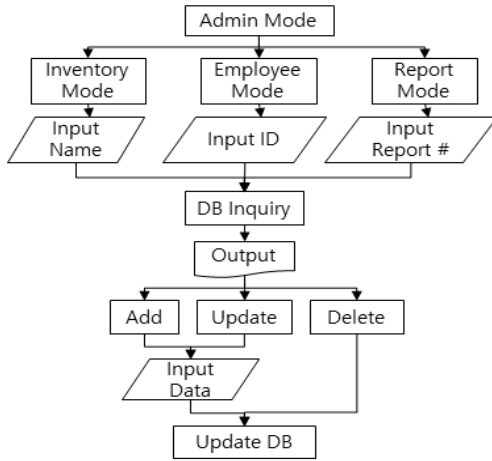 Admin Mode
Inventory
Mode
Employee
Mode
Report
Mode
Input
Name
Input ID
Input
Report #
DB Inquiry
Output
Add
Update
Delete
Input
Data
Update DB